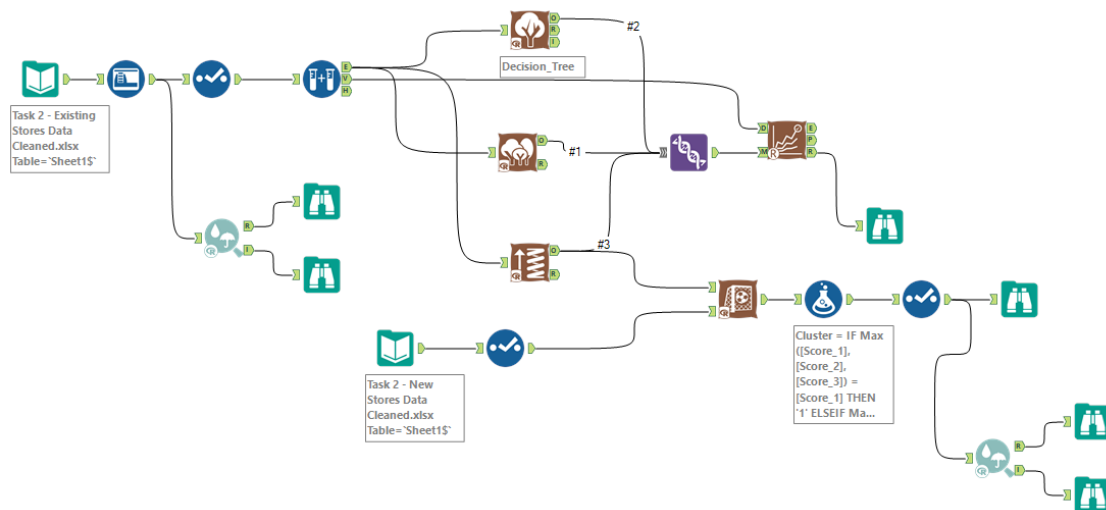 O
R
I
#2
Decision_Tree
E
V
H
Task 2 - Existing
Stores Data
Cleaned.xlsx
Table=`Sheet1$`
D
M
E
P
R
R
O
R
#1
R
R
I
R
#3
O
R
R
R
Cluster = IF Max
([Score_1],
[Score_2],
[Score_3]) =
[Score_1] THEN
'1' ELSEIF Ma...
Task 2 - New
Stores Data
Cleaned.xlsx
Table=`Sheet1$`
R
I
R